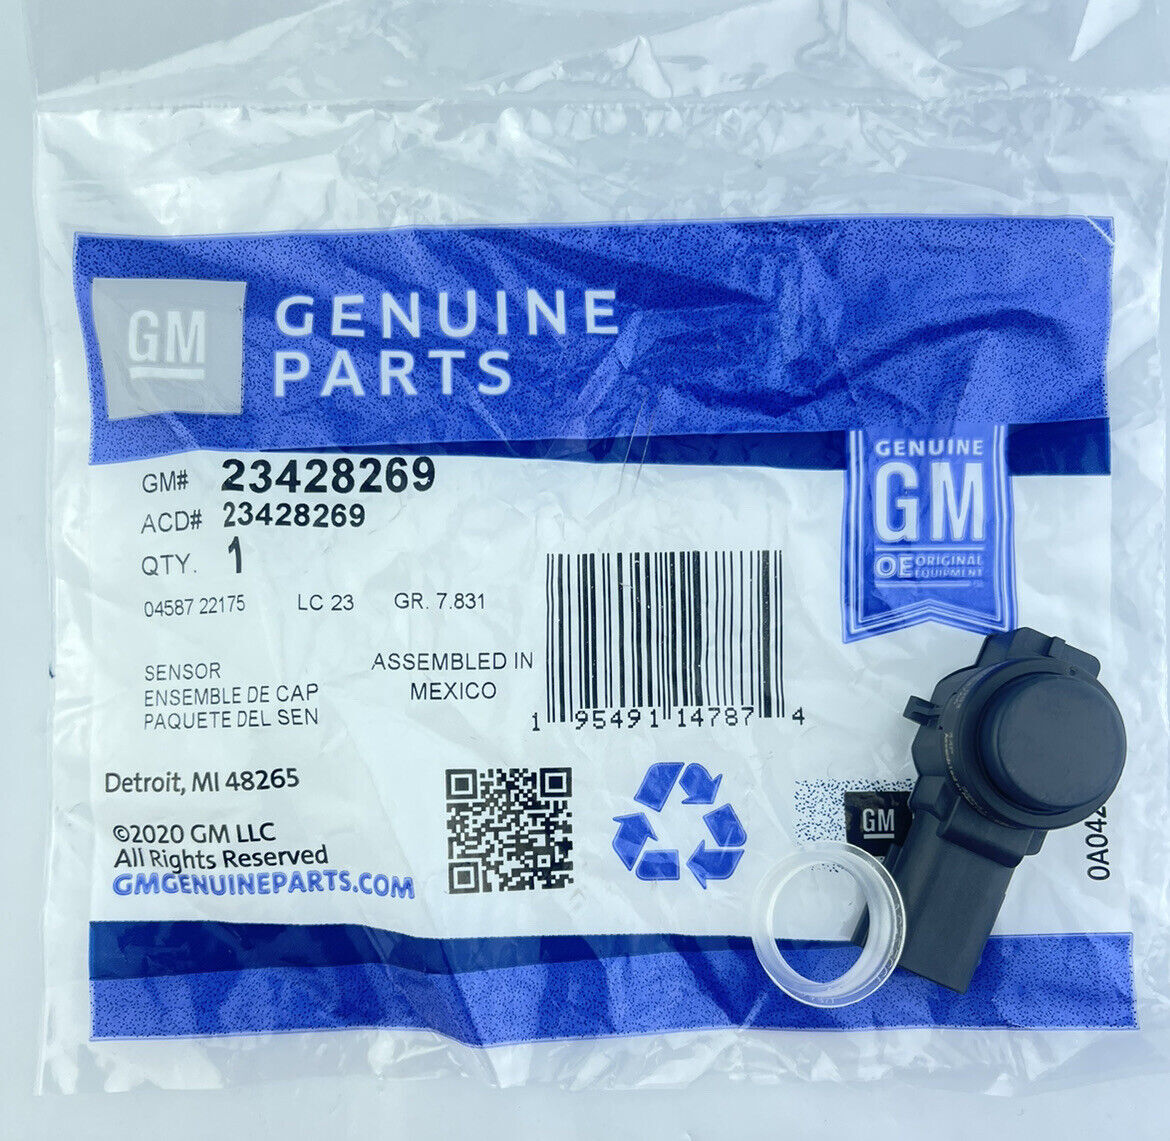 GM
GENUINE
PARTS
GENUINE
GM
OE ORIGINAL
EQUIPMENT
GM# 23428269
ACD# 23428269
QTY. 1
04587 22175 LC 23 GR. 7.831
SENSOR
ENSEMBLE DE CAP
PAQUETE DEL SEN
ASSEMBLED IN
MEXICO
1 95491 14787 4
Detroit, MI 48265
©2020 GM LLC
All Rights Reserved
GMGENUINEPARTS.COM
GM